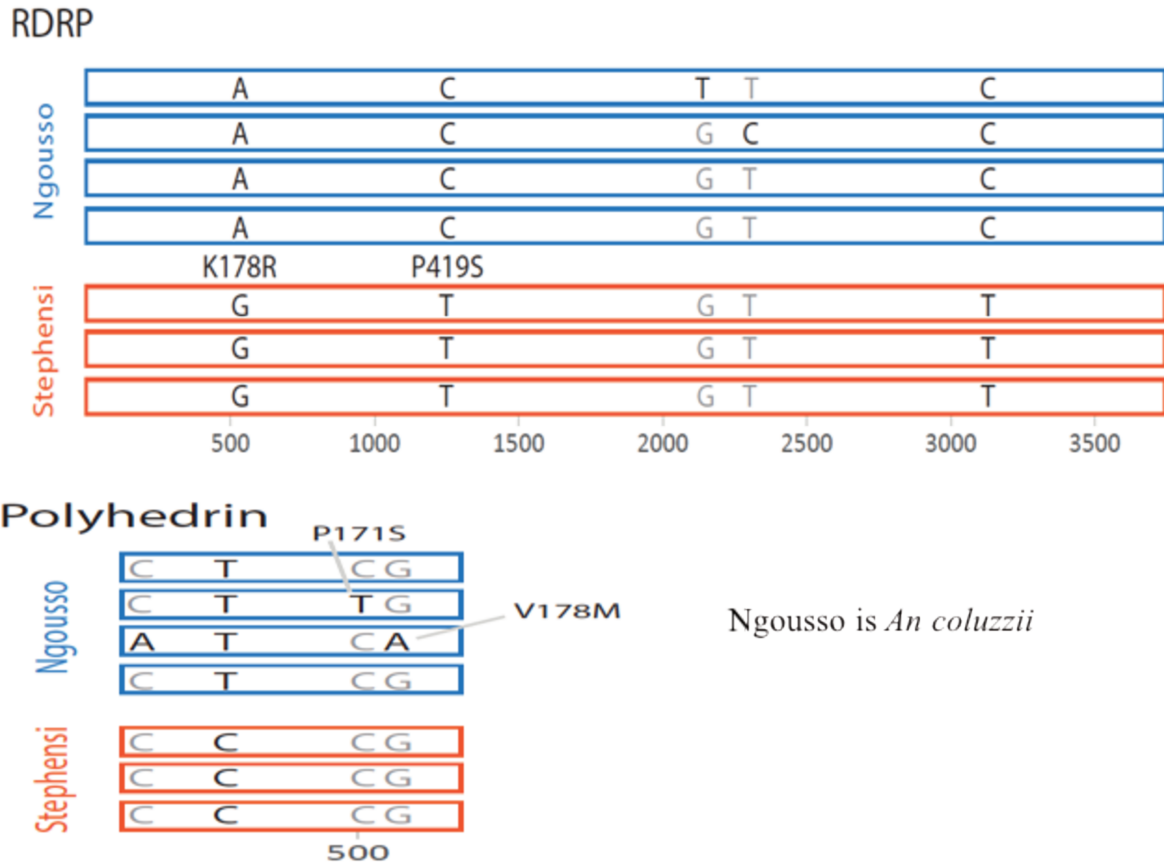 RDRP
Ngousso
A C T T C
A C G C C
A C G T C
A C G T C
K178R P419S
Stephensi
G T G T T
G T G T T
G T G T T
500 1000 1500 2000 2500 3000 3500
Polyhedrin
P171S
Ngousso
C T C G
C T T G
V178M
A T C A
C T C G
Ngousso is An coluzzii
Stephensi
C C C G
C C C G
C C C G
500